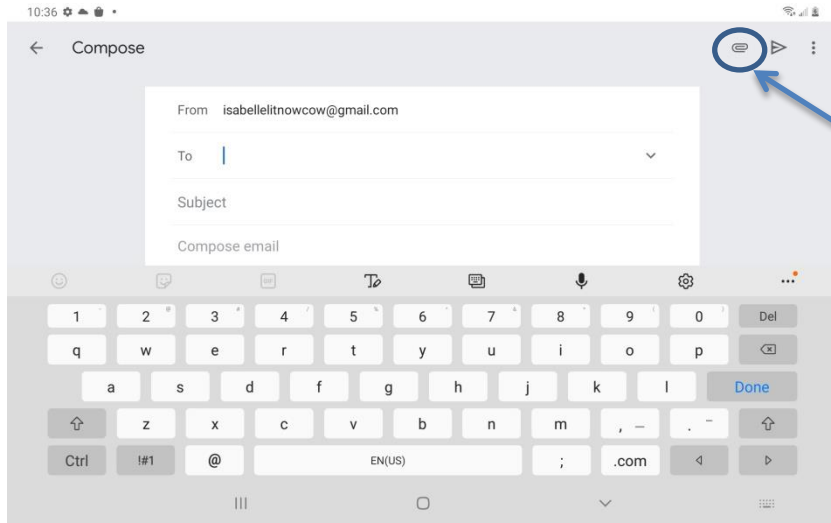 10:36
Compose
From isabellelitnowcow@gmail.com
To
Subject
Compose email
GIF
1 2 3 4 5 6 7 8 9 0 Del
q w e r t y u i o p
a s d f g h j k l Done
z x c v b n m , .
Ctrl !#1 @ EN(US) ; .com